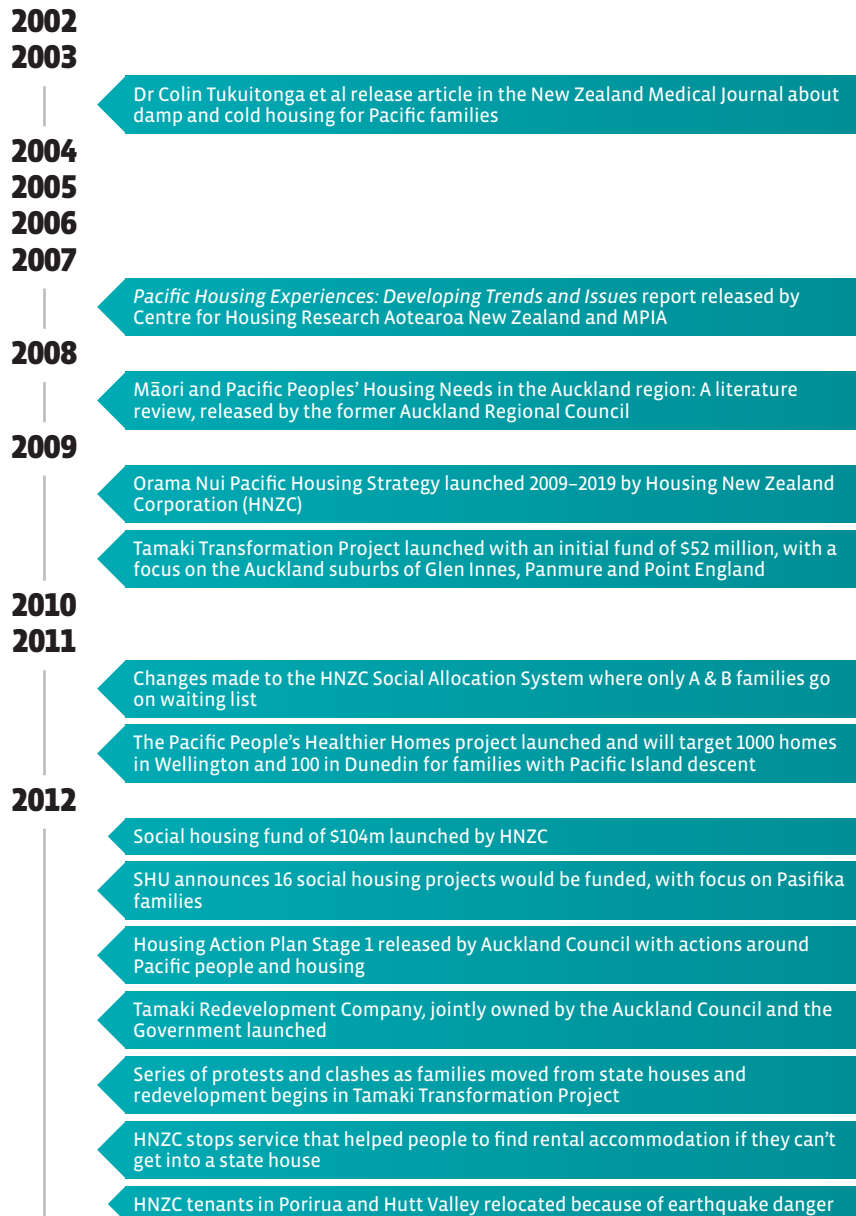 2002
2003
Dr Colin Tukuitonga et al release article in the New Zealand Medical Journal about
damp and cold housing for Pacific families
2004
2005
2006
2007
Pacific Housing Experiences: Developing Trends and Issues report released by
Centre for Housing Research Aotearoa New Zealand and MPIA
2008
Māori and Pacific Peoples’ Housing Needs in the Auckland region: A literature
review, released by the former Auckland Regional Council
2009
Orama Nui Pacific Housing Strategy launched 2009–2019 by Housing New Zealand
Corporation (HNZC)
Tamaki Transformation Project launched with an initial fund of $52 million, with a
focus on the Auckland suburbs of Glen Innes, Panmure and Point England
2010
2011
Changes made to the HNZC Social Allocation System where only A & B families go
on waiting list
The Pacific People’s Healthier Homes project launched and will target 1000 homes
in Wellington and 100 in Dunedin for families with Pacific Island descent
2012
Social housing fund of $104m launched by HNZC
SHU announces 16 social housing projects would be funded, with focus on Pasifika
families
Housing Action Plan Stage 1 released by Auckland Council with actions around
Pacific people and housing
Tamaki Redevelopment Company, jointly owned by the Auckland Council and the
Government launched
Series of protests and clashes as families moved from state houses and
redevelopment begins in Tamaki Transformation Project
HNZC stops service that helped people to find rental accommodation if they can’t
get into a state house
HNZC tenants in Porirua and Hutt Valley relocated because of earthquake danger